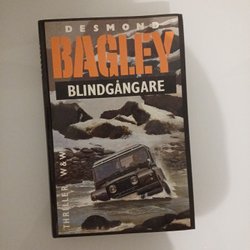 DESMOND
BAGLEY
BLINDGÅNGARE
THRILLER W&W